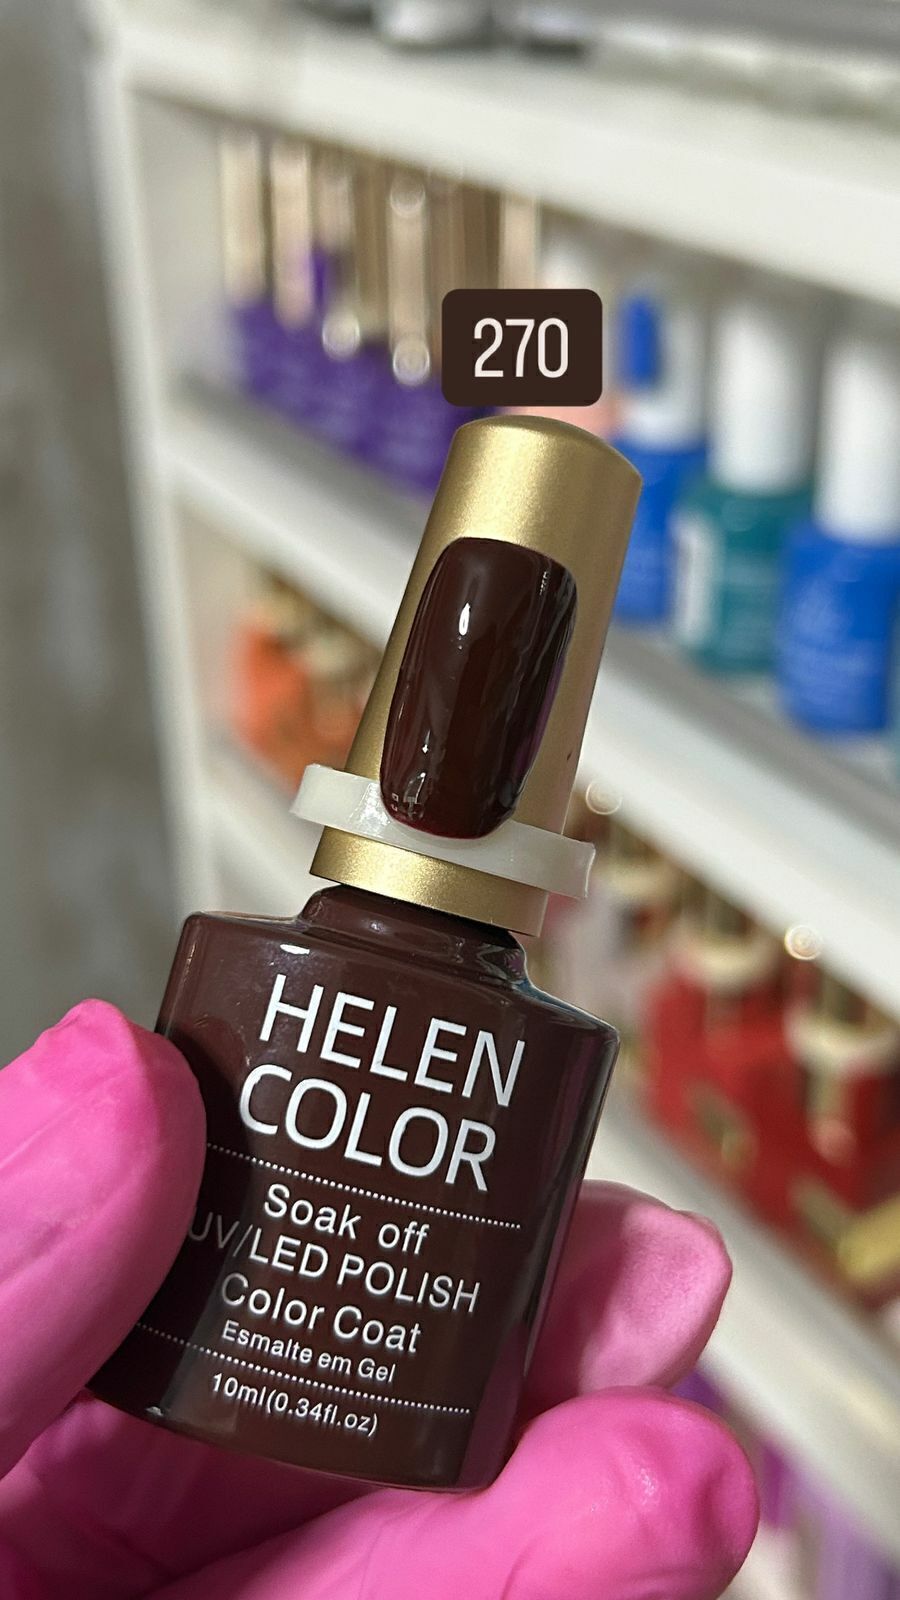 270
HELEN
COLOR
Soak off
UV/LED POLISH
Color Coat
Esmalte em Gel
10ml(0.34fl.oz)